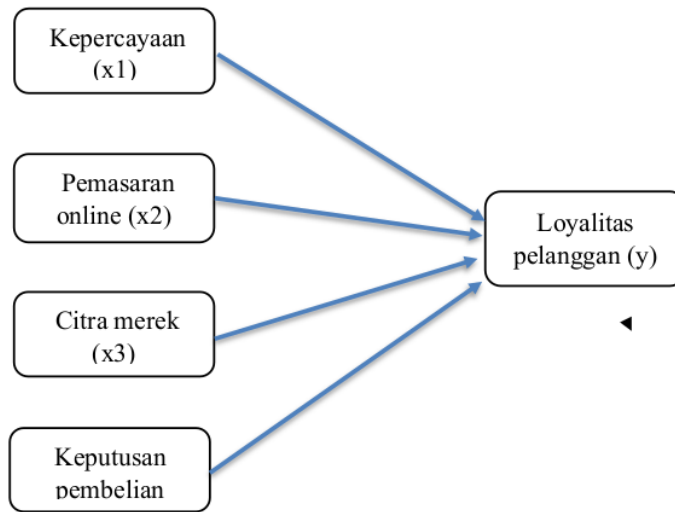 Kepercayaan
(x1)
Pemasaran
online (x2)
Loyalitas
pelanggan (y)
Citra merek
(x3)
Keputusan
pembelian